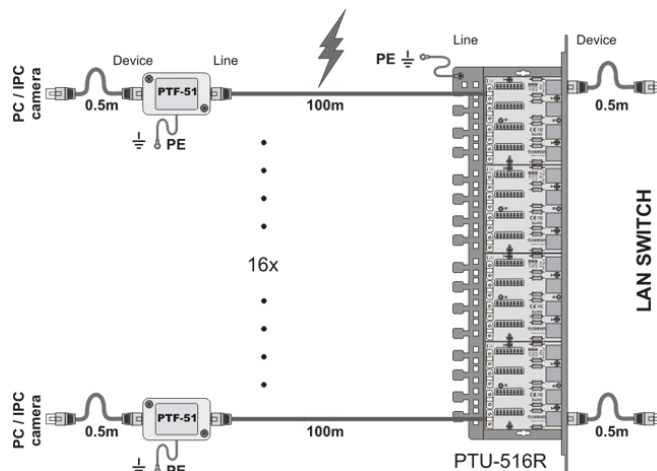 Device
Line
PC / IPC
camera
0.5m
PTF-51
PE
100m
PE
Line
Device
0.5m
16x
LAN SWITCH
PC / IPC
camera
0.5m
PTF-51
PE
100m
0.5m
PTU-516R